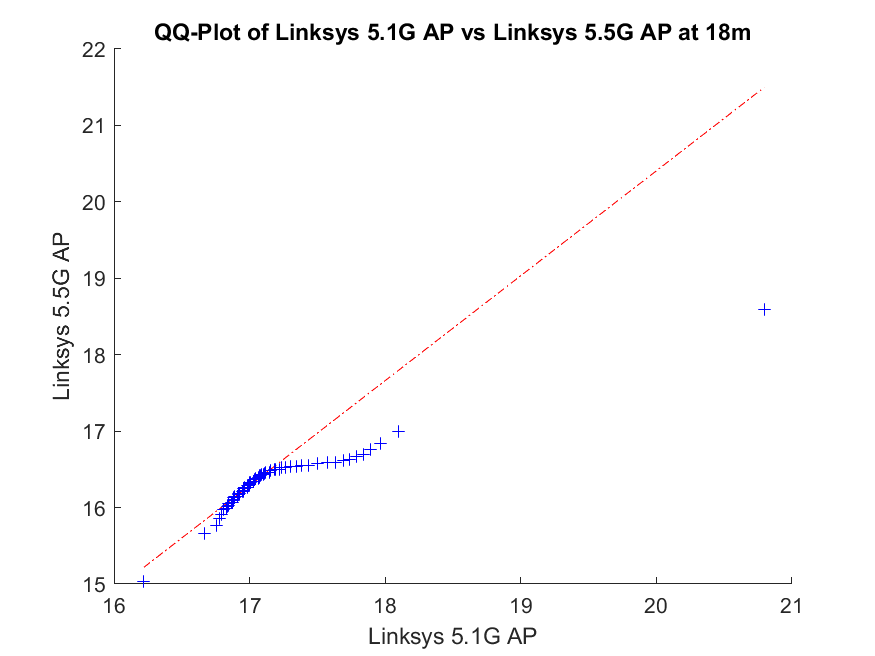 QQ-Plot of Linksys 5.1G AP vs Linksys 5.5G AP at 18m
22
21
20
19
18
17
16
15
Linksys 5.5G AP
16 17 18 19 20 21
Linksys 5.1G AP